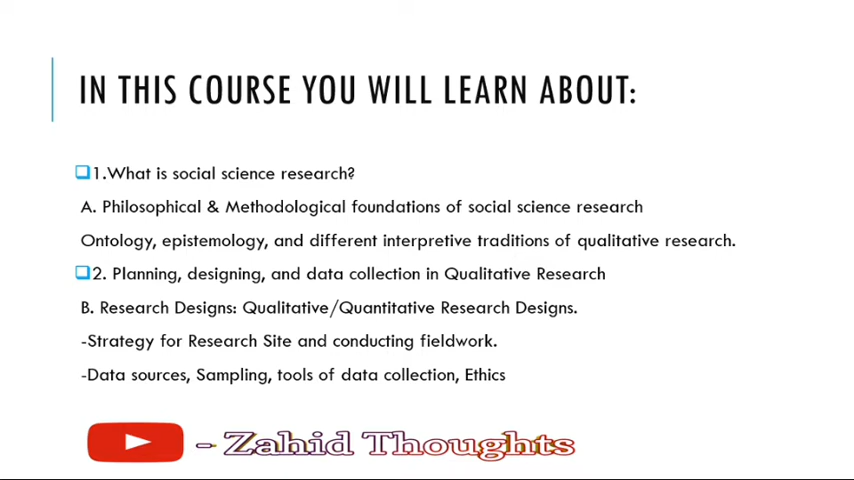 IN THIS COURSE YOU WILL LEARN ABOUT:
1.What is social science research?
A. Philosophical & Methodological foundations of social science research
Ontology, epistemology, and different interpretive traditions of qualitative research.
2. Planning, designing, and data collection in Qualitative Research
B. Research Designs: Qualitative/Quantitative Research Designs.
-Strategy for Research Site and conducting fieldwork.
-Data sources, Sampling, tools of data collection, Ethics
- Zahid Thoughts